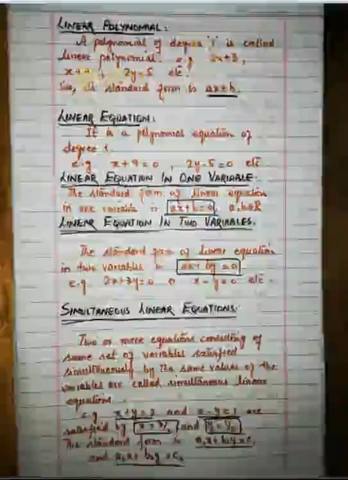 LINEAR POLYNOMIAL:
A polynomial of degree '1' is called
linear polynomial. e.g 2x+3,
2y-5 etc.
So, its standard form is ax+b.
LINEAR EQUATION:
It is a polynomial equation of
degree 1.
e.g x+9=0, 2y-5=0 etc
LINEAR EQUATION IN ONE VARIABLE.
The standard form of linear equation
in one variable is ax+b=0, a,b∈R
LINEAR EQUATION IN TWO VARIABLES.
The standard form of linear equation
in two variables is
e.g 2x+3y=0 x-y=0 etc.
SIMULTANEOUS LINEAR EQUATIONS:
Two or more equations consisting of
same set of variables satisfied
simultaneously by the same values of the
variables are called simultaneous linear
equations
e.g x+y=2 and x-y=1 are
satisfied by x=3/2 and y=1/2
The standard form is a₁x+b₁y=c₁
and a₂x+b₂y=c₂